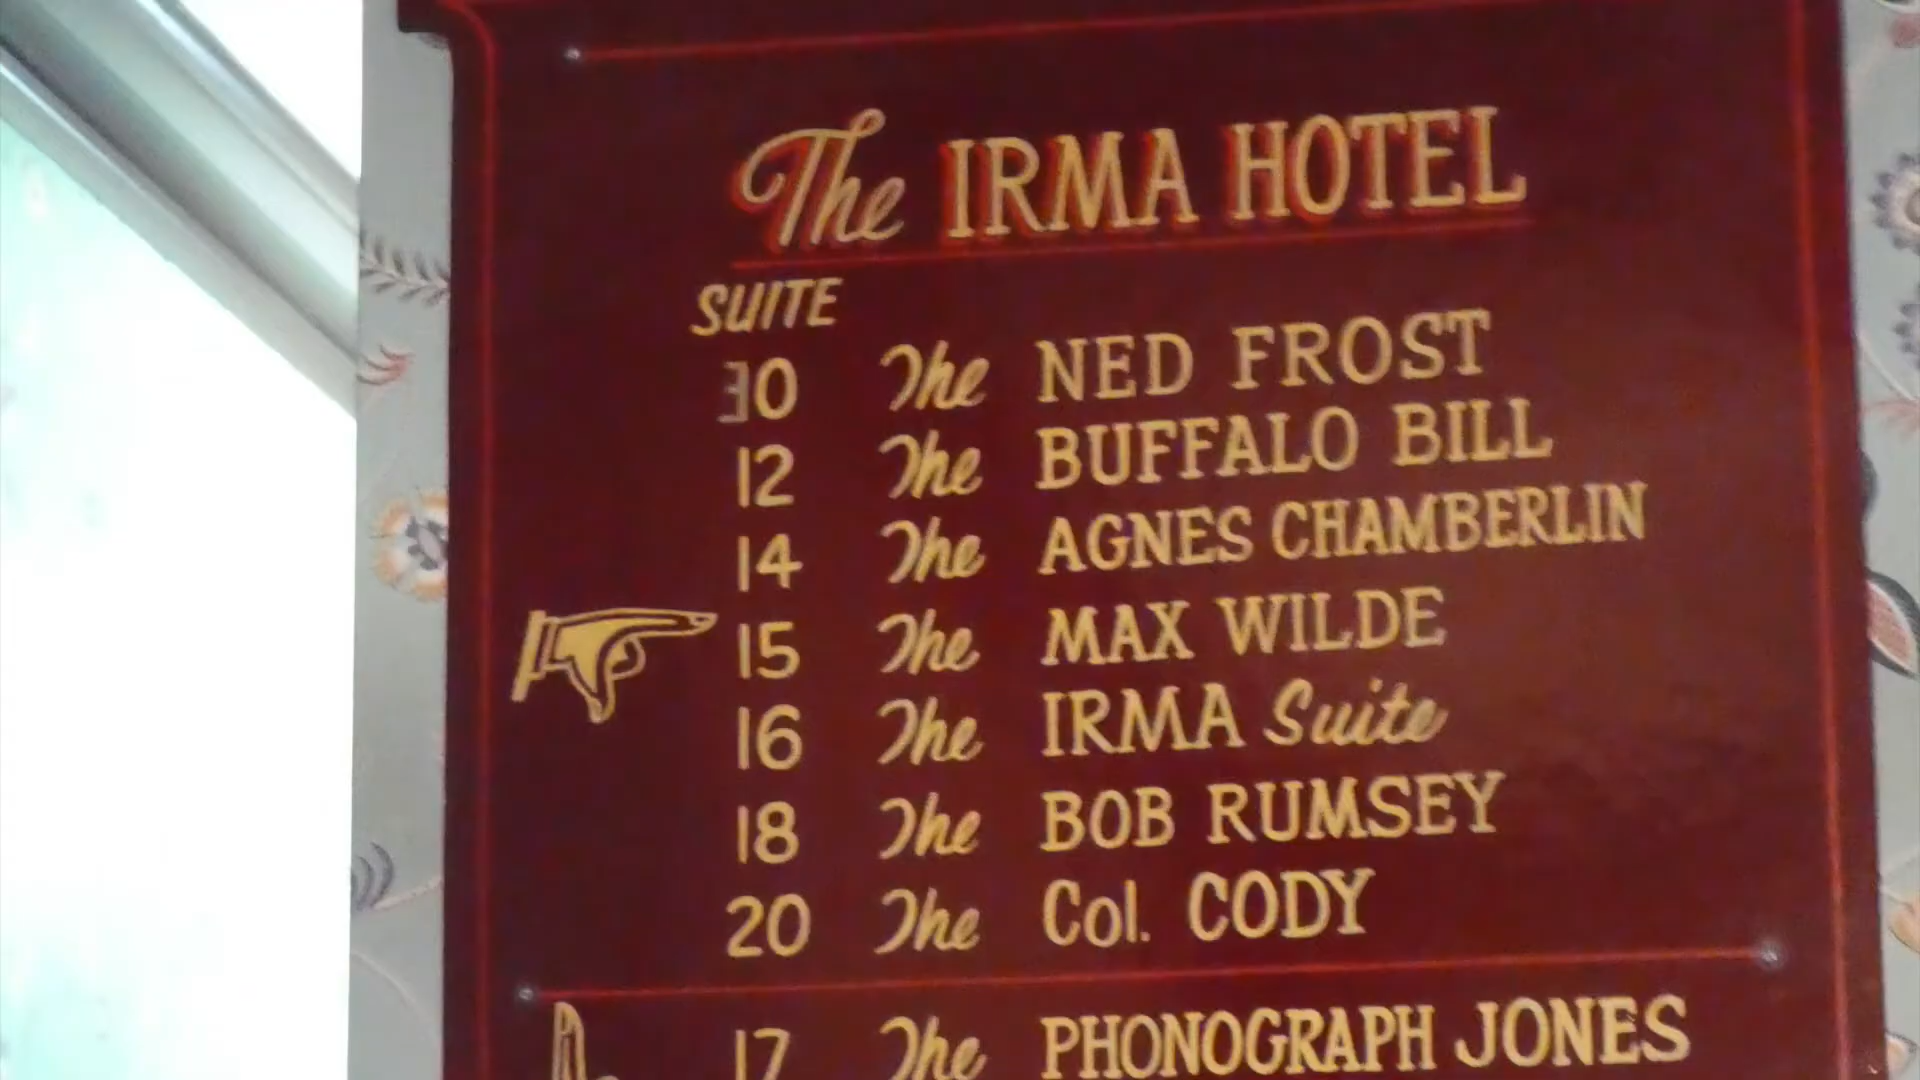 The IRMA HOTEL
SUITE
30 The NED FROST
12 The BUFFALO BILL
14 The AGNES CHAMBERLIN
15 The MAX WILDE
16 The IRMA Suite
18 The BOB RUMSEY
20 The Col. CODY
17 The PHONOGRAPH JONES